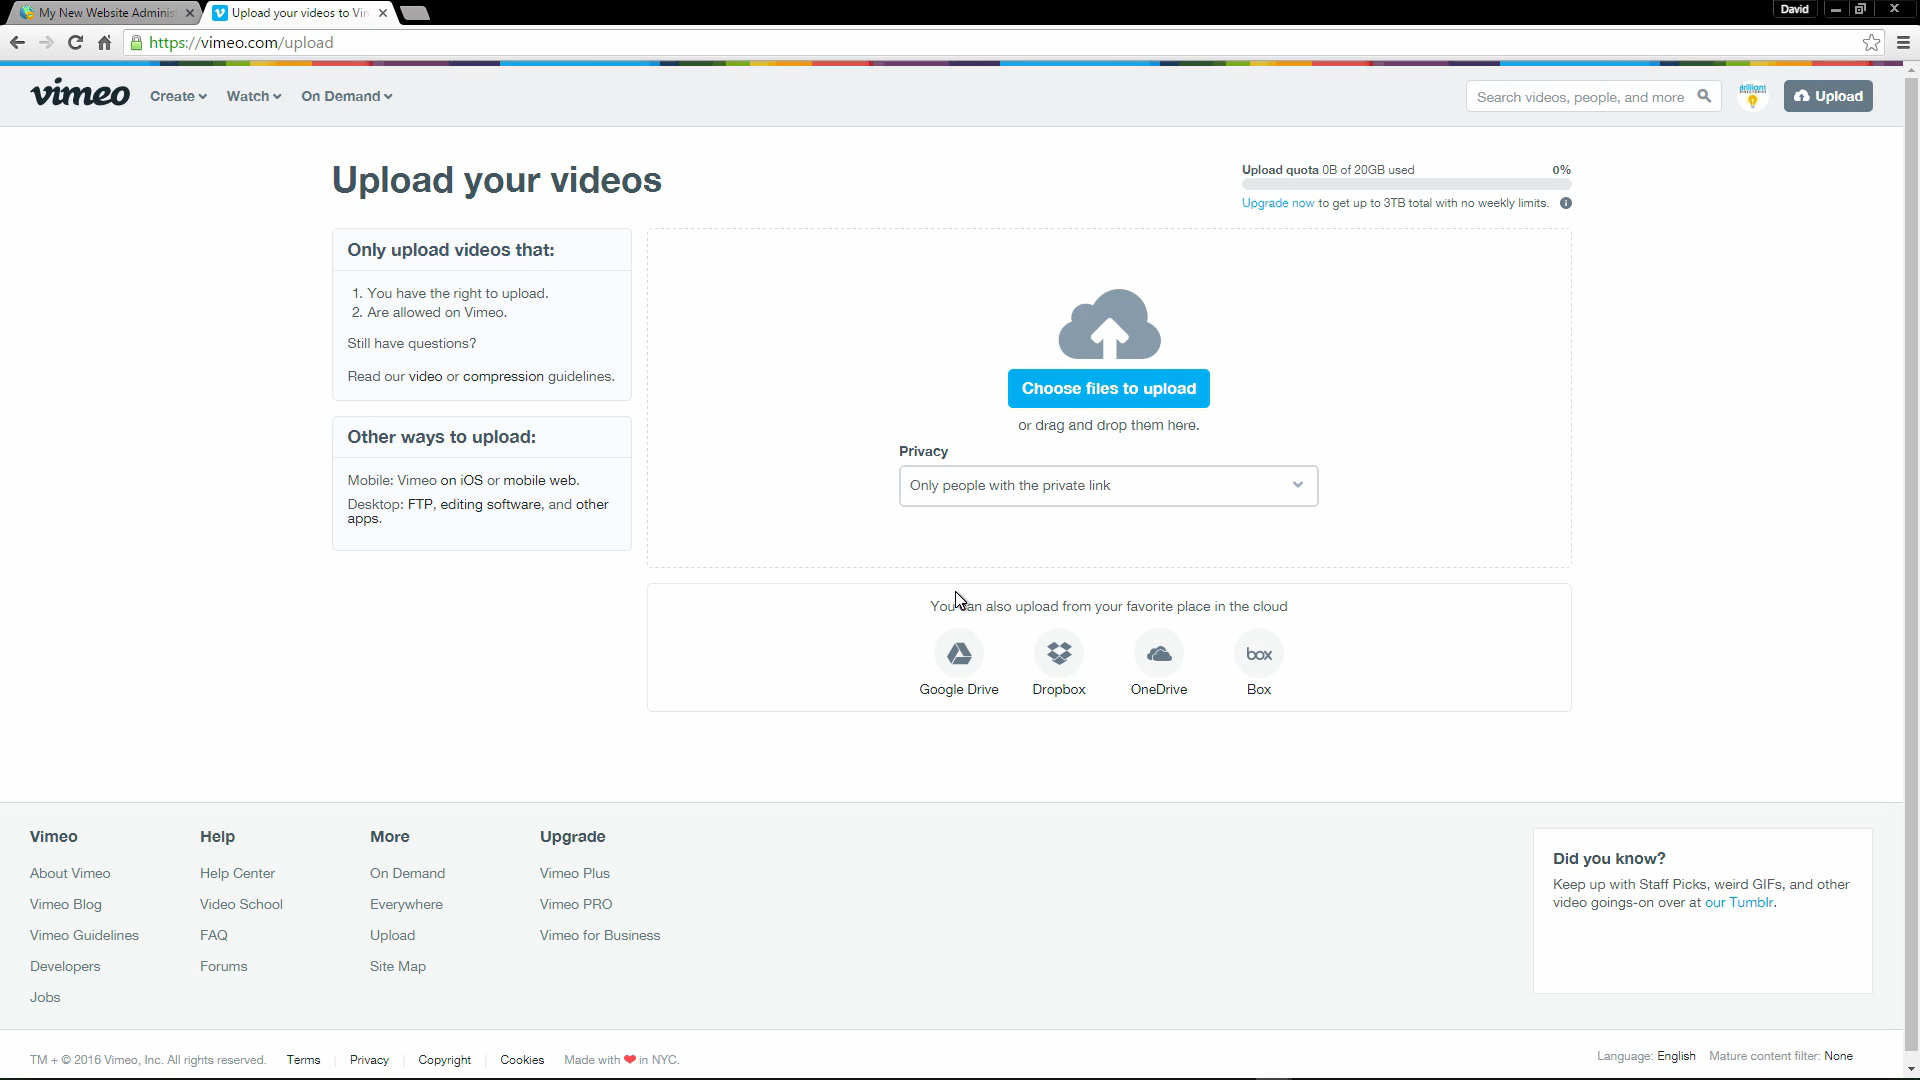 My New Website Adminis
Upload your videos to Vim
David
https://vimeo.com/upload
vimeo
Create
Watch
On Demand
Search videos, people, and more
brilliant
DIRECTORIES
Upload
Upload your videos
Upload quota 0B of 20GB used
0%
Upgrade now to get up to 3TB total with no weekly limits.
Only upload videos that:
1. You have the right to upload.
2. Are allowed on Vimeo.
Still have questions?
Read our video or compression guidelines.
Other ways to upload:
Mobile: Vimeo on iOS or mobile web.
Desktop: FTP, editing software, and other
apps.
Choose files to upload
or drag and drop them here.
Privacy
Only people with the private link
You can also upload from your favorite place in the cloud
box
Google Drive
Dropbox
OneDrive
Box
Vimeo
About Vimeo
Vimeo Blog
Vimeo Guidelines
Developers
Jobs
Help
Help Center
Video School
FAQ
Forums
More
On Demand
Everywhere
Upload
Site Map
Upgrade
Vimeo Plus
Vimeo PRO
Vimeo for Business
Did you know?
Keep up with Staff Picks, weird GIFs, and other
video goings-on over at our Tumblr.
TM + © 2016 Vimeo, Inc. All rights reserved.
Terms
Privacy
Copyright
Cookies
Made with ❤ in NYC.
Language: English
Mature content filter: None